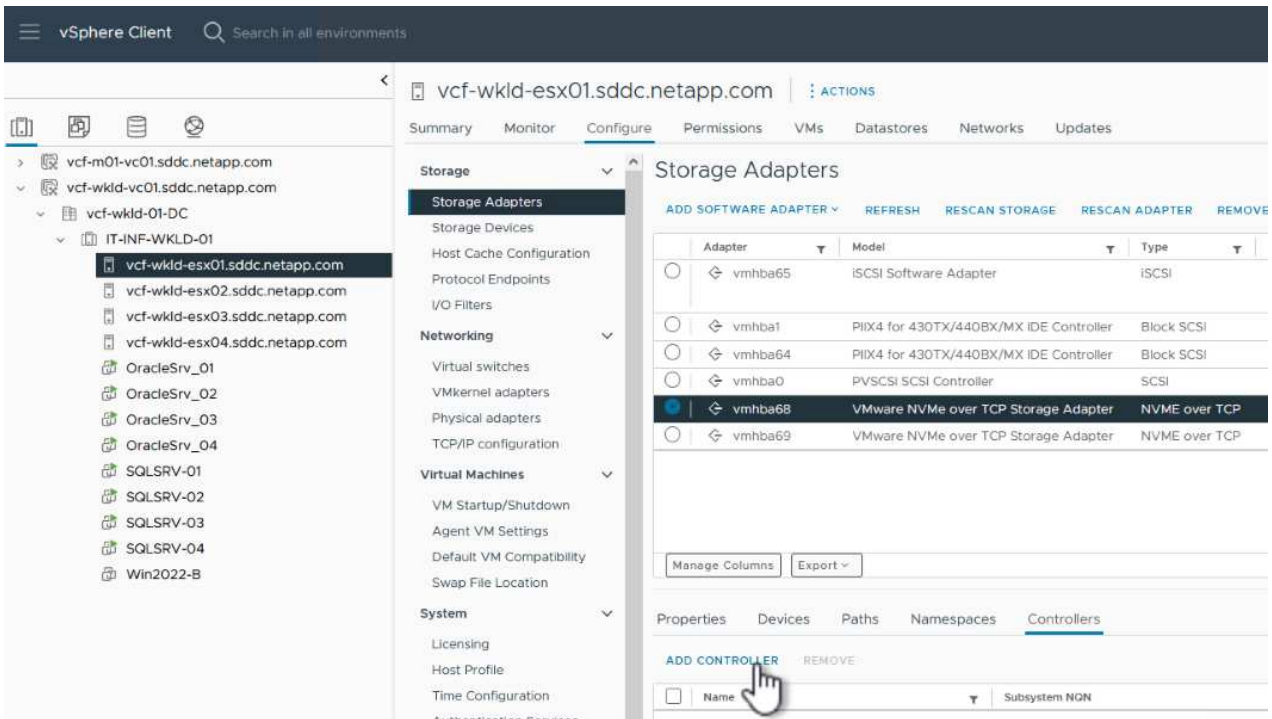 vSphere Client Search in all environments
vcf-wkld-esx01.sddc.netapp.com ACTIONS
Summary Monitor Configure Permissions VMs Datastores Networks Updates
vcf-m01-vc01.sddc.netapp.com
vcf-wkld-vc01.sddc.netapp.com
vcf-wkld-01-DC
IT-INF-WKLD-01
vcf-wkld-esx01.sddc.netapp.com
vcf-wkld-esx02.sddc.netapp.com
vcf-wkld-esx03.sddc.netapp.com
vcf-wkld-esx04.sddc.netapp.com
OracleSrv_01
OracleSrv_02
OracleSrv_03
OracleSrv_04
SQLSRV-01
SQLSRV-02
SQLSRV-03
SQLSRV-04
Win2022-B
Storage
Storage Adapters
Storage Devices
Host Cache Configuration
Protocol Endpoints
I/O Filters
Networking
Virtual switches
VMkernel adapters
Physical adapters
TCP/IP configuration
Virtual Machines
VM Startup/Shutdown
Agent VM Settings
Default VM Compatibility
Swap File Location
System
Licensing
Host Profile
Time Configuration
Storage Adapters
ADD SOFTWARE ADAPTER REFRESH RESCAN STORAGE RESCAN ADAPTER REMOVE
Adapter Model Type
vmhba65 iSCSI Software Adapter iSCSI
vmhba1 PIIX4 for 430TX/440BX/MX IDE Controller Block SCSI
vmhba64 PIIX4 for 430TX/440BX/MX IDE Controller Block SCSI
vmhba0 PVSCSI SCSI Controller SCSI
vmhba68 VMware NVMe over TCP Storage Adapter NVME over TCP
vmhba69 VMware NVMe over TCP Storage Adapter NVME over TCP
Manage Columns Export
Properties Devices Paths Namespaces Controllers
ADD CONTROLLER REMOVE
Name Subsystem NQN